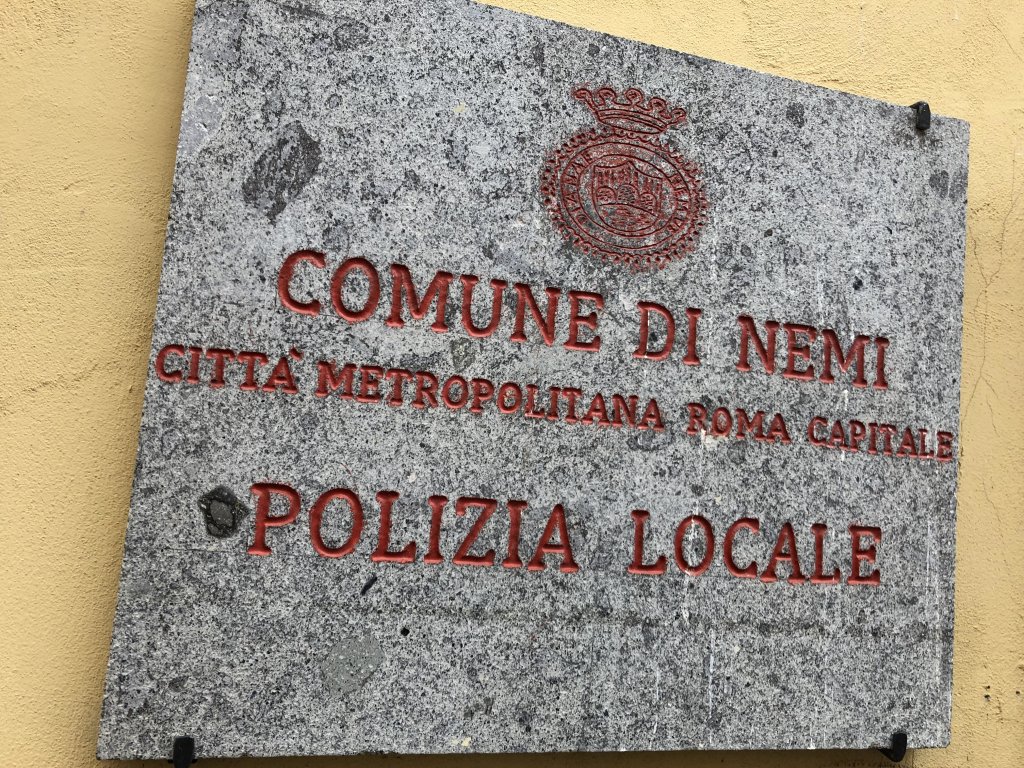 COMUNE DI NEMI
CITTÀ METROPOLITANA ROMA CAPITALE
POLIZIA LOCALE